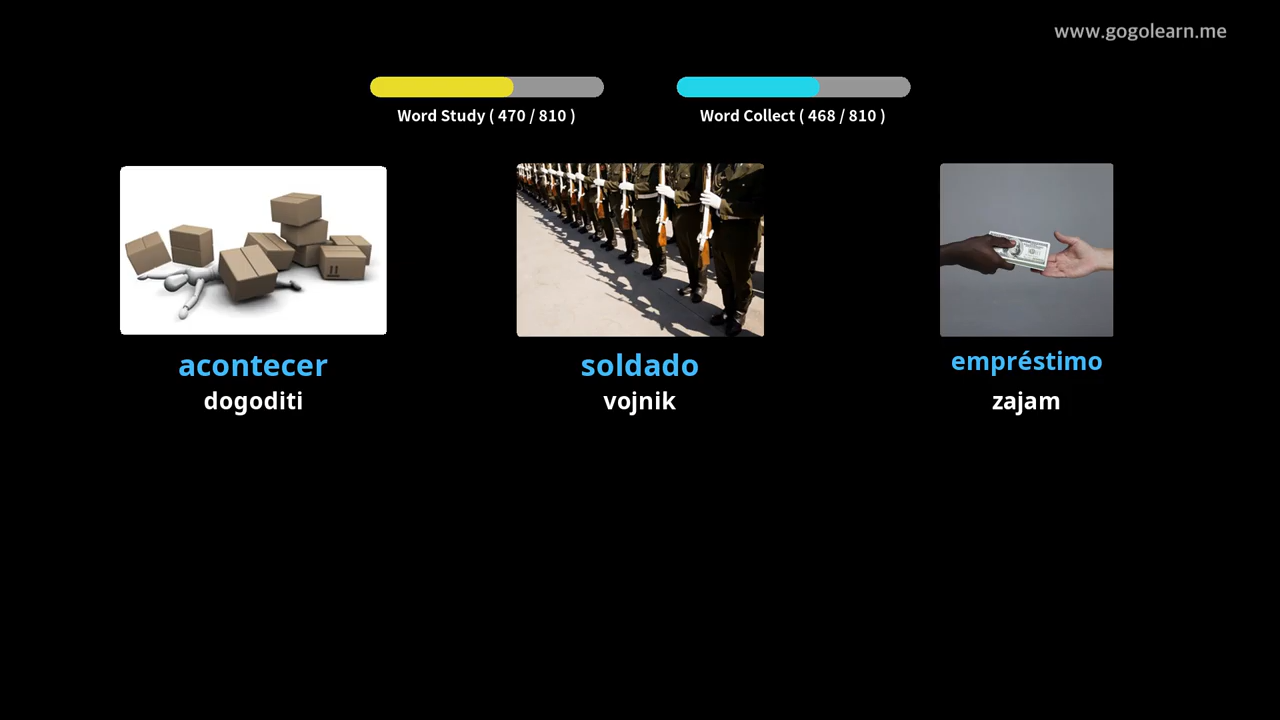 www.gogolearn.me
Word Study ( 470 / 810 )
Word Collect ( 468 / 810 )
acontecer
dogoditi
soldado
vojnik
empréstimo
zajam